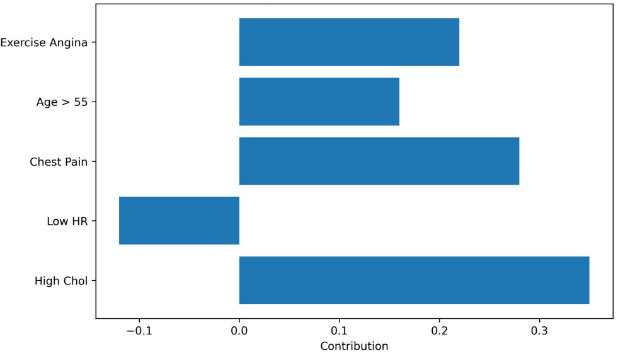 Exercise Angina
Age > 55
Chest Pain
Low HR
High Chol
−0.1 0.0 0.1 0.2 0.3
Contribution